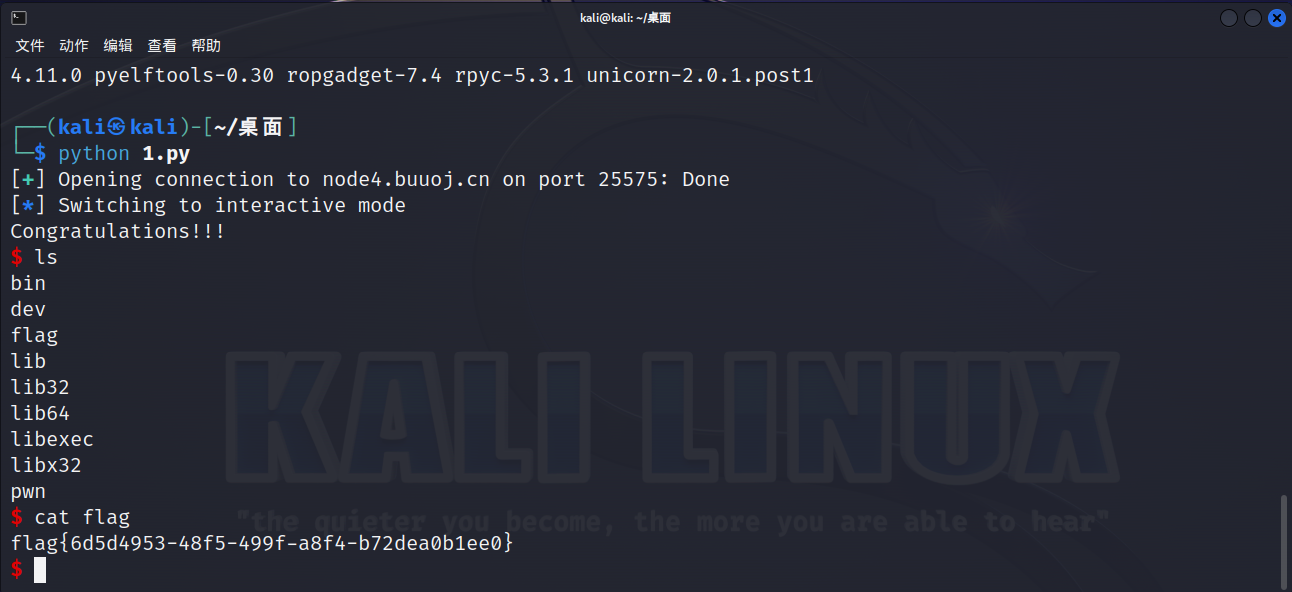 kali@kali: ~/桌面
文件 动作 编辑 查看 帮助
4.11.0 pyelftools-0.30 ropgadget-7.4 rpyc-5.3.1 unicorn-2.0.1.post1
┌──(kali㉿kali)-[~/桌面]
└─$ python 1.py
[+] Opening connection to node4.buuoj.cn on port 25575: Done
[*] Switching to interactive mode
Congratulations!!!
$ ls
bin
dev
flag
lib
lib32
lib64
libexec
libx32
pwn
$ cat flag
flag{6d5d4953-48f5-499f-a8f4-b72dea0b1ee0}
$
KALI LINUX
"the quieter you become, the more you are able to hear"